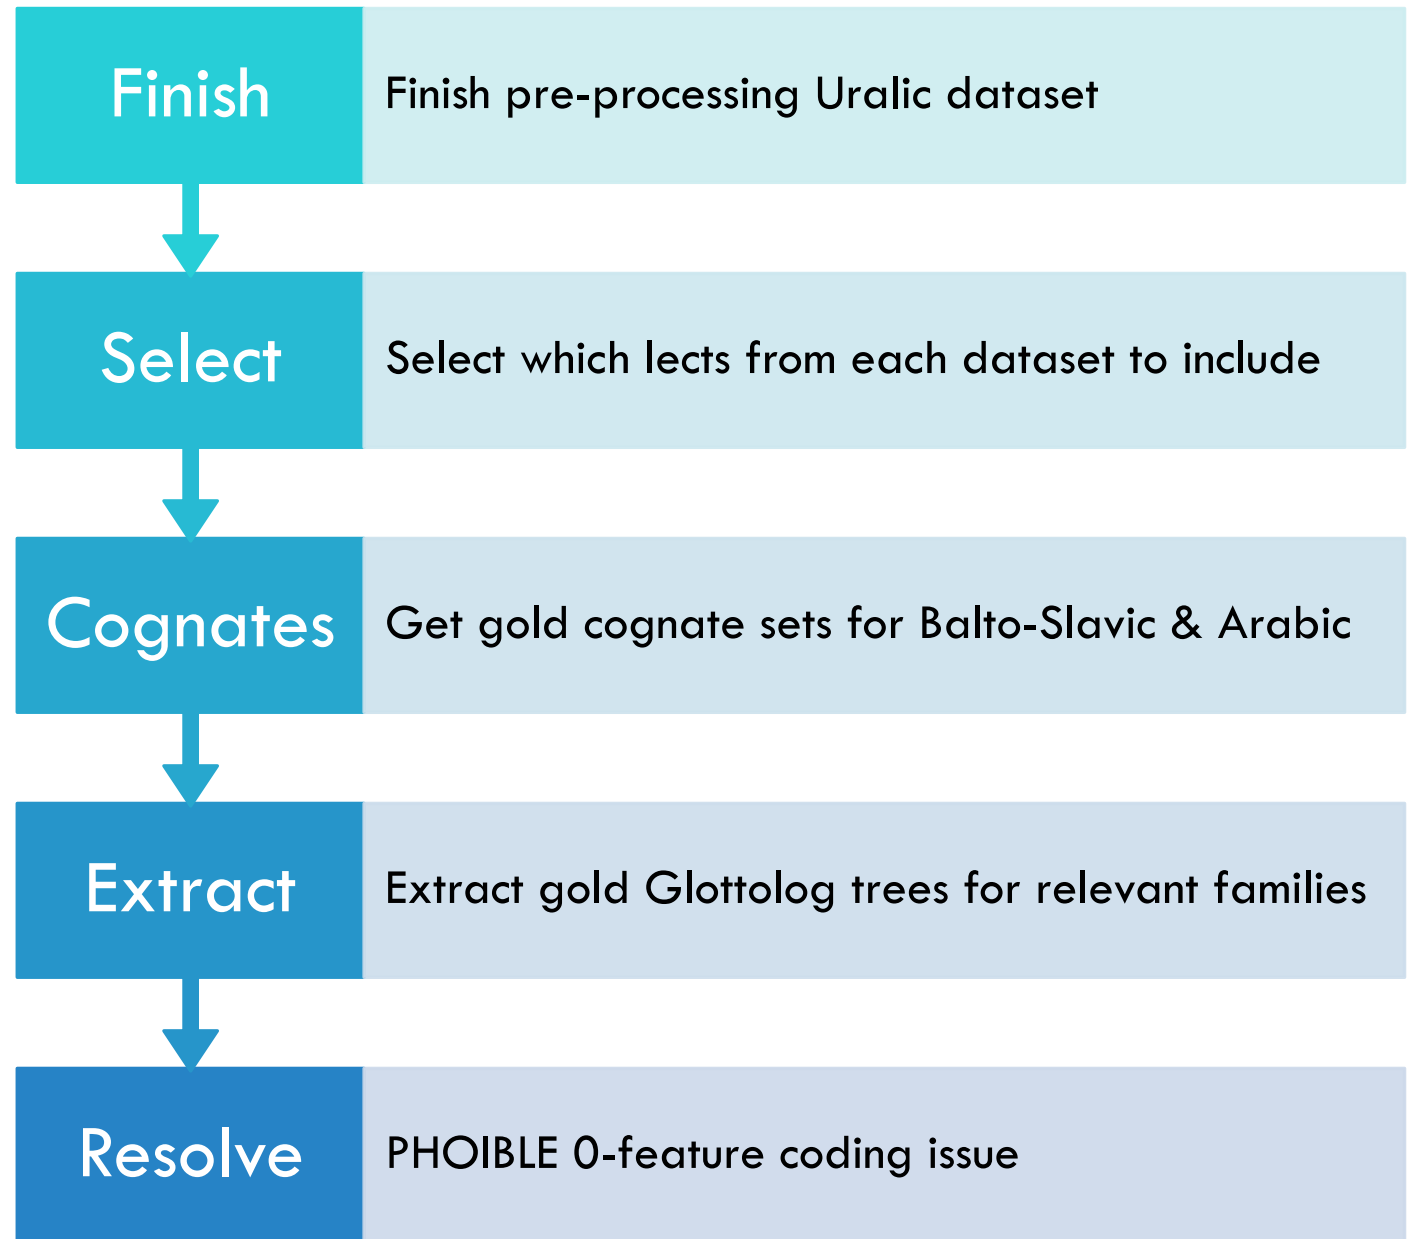 Finish
Finish pre-processing Uralic dataset
Select
Select which lects from each dataset to include
Cognates
Get gold cognate sets for Balto-Slavic & Arabic
Extract
Extract gold Glottolog trees for relevant families
Resolve
PHOIBLE 0-feature coding issue